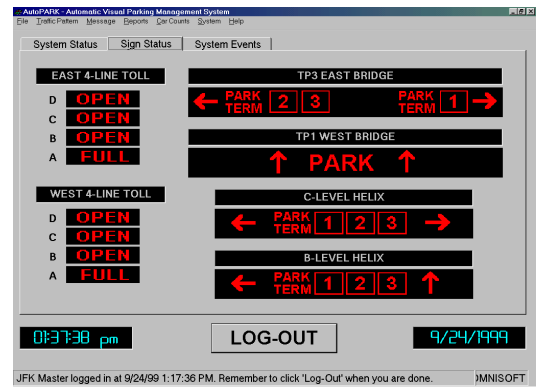 AutoPARK - Automatic Visual Parking Management System
File Traffic Pattern Message Reports Car Counts System Help
System Status Sign Status System Events
EAST 4-LINE TOLL
D OPEN
C OPEN
B OPEN
A FULL
TP3 EAST BRIDGE
← PARK TERM 2 3 PARK TERM 1 →
TP1 WEST BRIDGE
↑ PARK ↑
WEST 4-LINE TOLL
D OPEN
C OPEN
B OPEN
A FULL
C-LEVEL HELIX
← PARK TERM 1 2 3 →
B-LEVEL HELIX
← PARK TERM 1 2 3 ↑
01:37:38 pm
LOG-OUT
9/24/1999
JFK Master logged in at 9/24/99 1:17:36 PM. Remember to click 'Log-Out' when you are done.
OMNISOFT